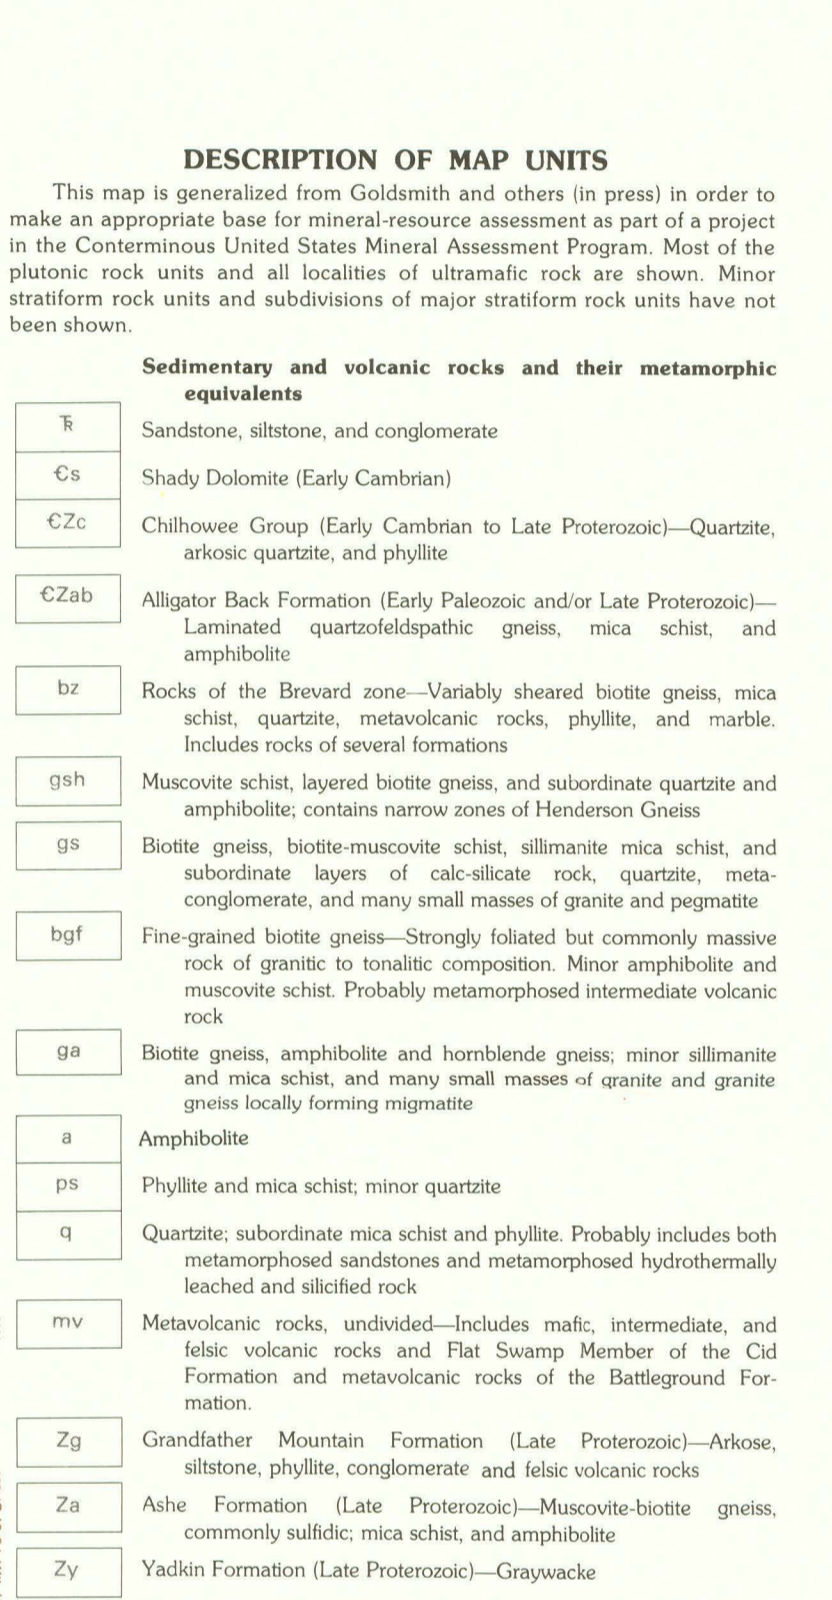 DESCRIPTION OF MAP UNITS
This map is generalized from Goldsmith and others (in press) in order to
make an appropriate base for mineral-resource assessment as part of a project
in the Conterminous United States Mineral Assessment Program. Most of the
plutonic rock units and all localities of ultramafic rock are shown. Minor
stratiform rock units and subdivisions of major stratiform rock units have not
been shown.
Sedimentary and volcanic rocks and their metamorphic
equivalents
Ŧƙ Sandstone, siltstone, and conglomerate
Єs Shady Dolomite (Early Cambrian)
ЄZc Chilhowee Group (Early Cambrian to Late Proterozoic)—Quartzite,
arkosic quartzite, and phyllite
ЄZab Alligator Back Formation (Early Paleozoic and/or Late Proterozoic)—
Laminated quartzofeldspathic gneiss, mica schist, and
amphibolite
bz Rocks of the Brevard zone—Variably sheared biotite gneiss, mica
schist, quartzite, metavolcanic rocks, phyllite, and marble.
Includes rocks of several formations
gsh Muscovite schist, layered biotite gneiss, and subordinate quartzite and
amphibolite; contains narrow zones of Henderson Gneiss
gs Biotite gneiss, biotite-muscovite schist, sillimanite mica schist, and
subordinate layers of calc-silicate rock, quartzite, meta-
conglomerate, and many small masses of granite and pegmatite
bgf Fine-grained biotite gneiss—Strongly foliated but commonly massive
rock of granitic to tonalitic composition. Minor amphibolite and
muscovite schist. Probably metamorphosed intermediate volcanic
rock
ga Biotite gneiss, amphibolite and hornblende gneiss; minor sillimanite
and mica schist, and many small masses of granite and granite
gneiss locally forming migmatite
a Amphibolite
ps Phyllite and mica schist; minor quartzite
q Quartzite; subordinate mica schist and phyllite. Probably includes both
metamorphosed sandstones and metamorphosed hydrothermally
leached and silicified rock
mv Metavolcanic rocks, undivided—Includes mafic, intermediate, and
felsic volcanic rocks and Flat Swamp Member of the Cid
Formation and metavolcanic rocks of the Battleground For-
mation.
Zg Grandfather Mountain Formation (Late Proterozoic)—Arkose,
siltstone, phyllite, conglomerate and felsic volcanic rocks
Za Ashe Formation (Late Proterozoic)—Muscovite-biotite gneiss,
commonly sulfidic; mica schist, and amphibolite
Zy Yadkin Formation (Late Proterozoic)—Graywacke